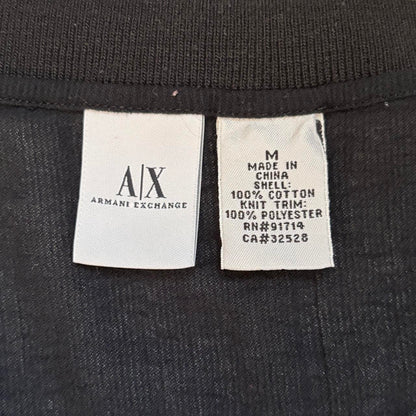 A|X
ARMANI EXCHANGE
M
MADE IN
CHINA
SHELL:
100% COTTON
KNIT TRIM:
100% POLYESTER
RN#91714
CA#32528